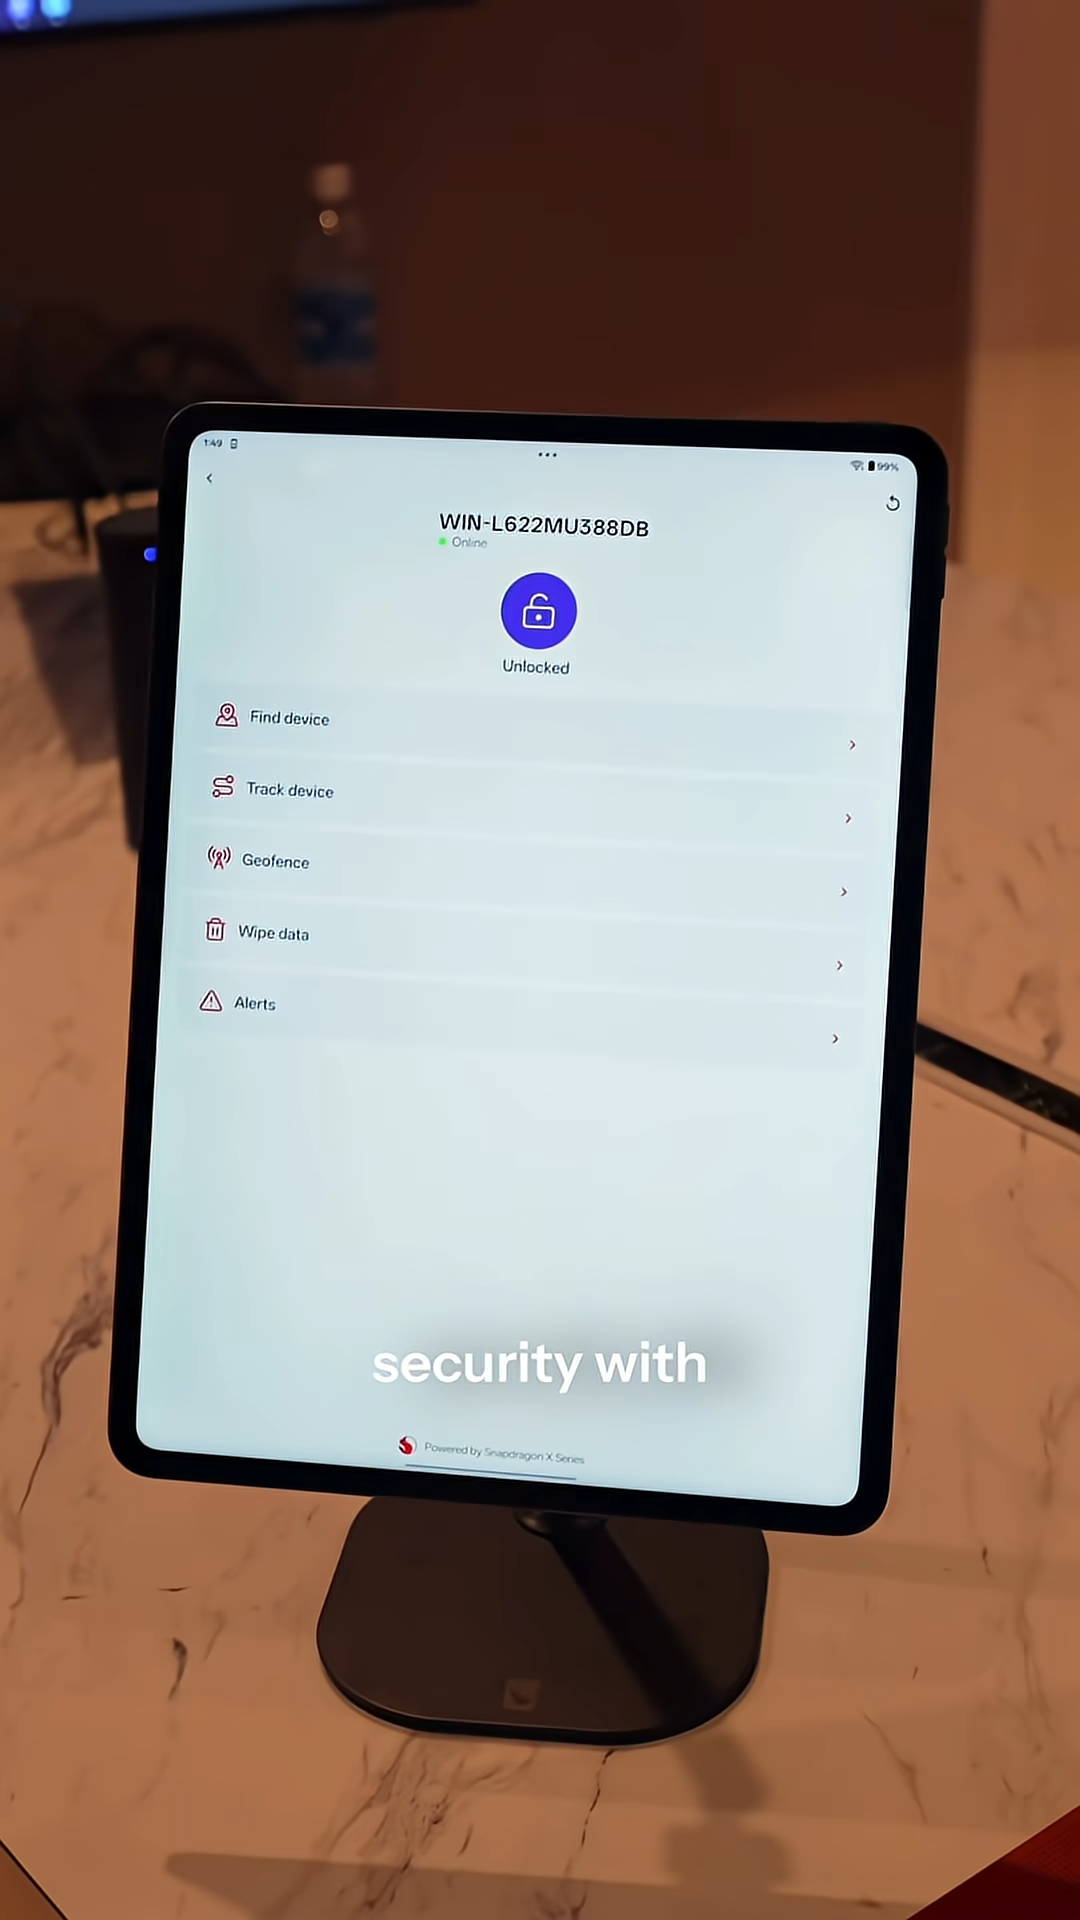 1:49
99%
WIN-L622MU388DB
Online
Unlocked
Find device
Track device
Geofence
Wipe data
Alerts
security with
Powered by Snapdragon X Series